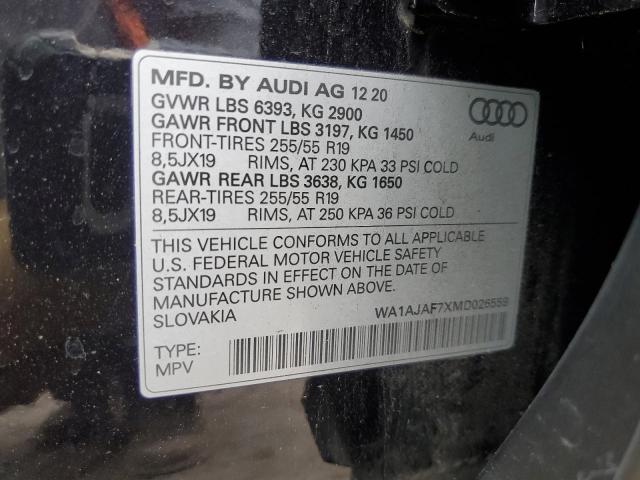 MFD. BY AUDI AG 12 20
GVWR LBS 6393, KG 2900
GAWR FRONT LBS 3197, KG 1450
FRONT-TIRES 255/55 R19
8,5JX19 RIMS, AT 230 KPA 33 PSI COLD
GAWR REAR LBS 3638, KG 1650
REAR-TIRES 255/55 R19
8,5JX19 RIMS, AT 250 KPA 36 PSI COLD
Audi
THIS VEHICLE CONFORMS TO ALL APPLICABLE
U.S. FEDERAL MOTOR VEHICLE SAFETY
STANDARDS IN EFFECT ON THE DATE OF
MANUFACTURE SHOWN ABOVE.
SLOVAKIA
WA1AJAF7XMD026559
TYPE:
MPV